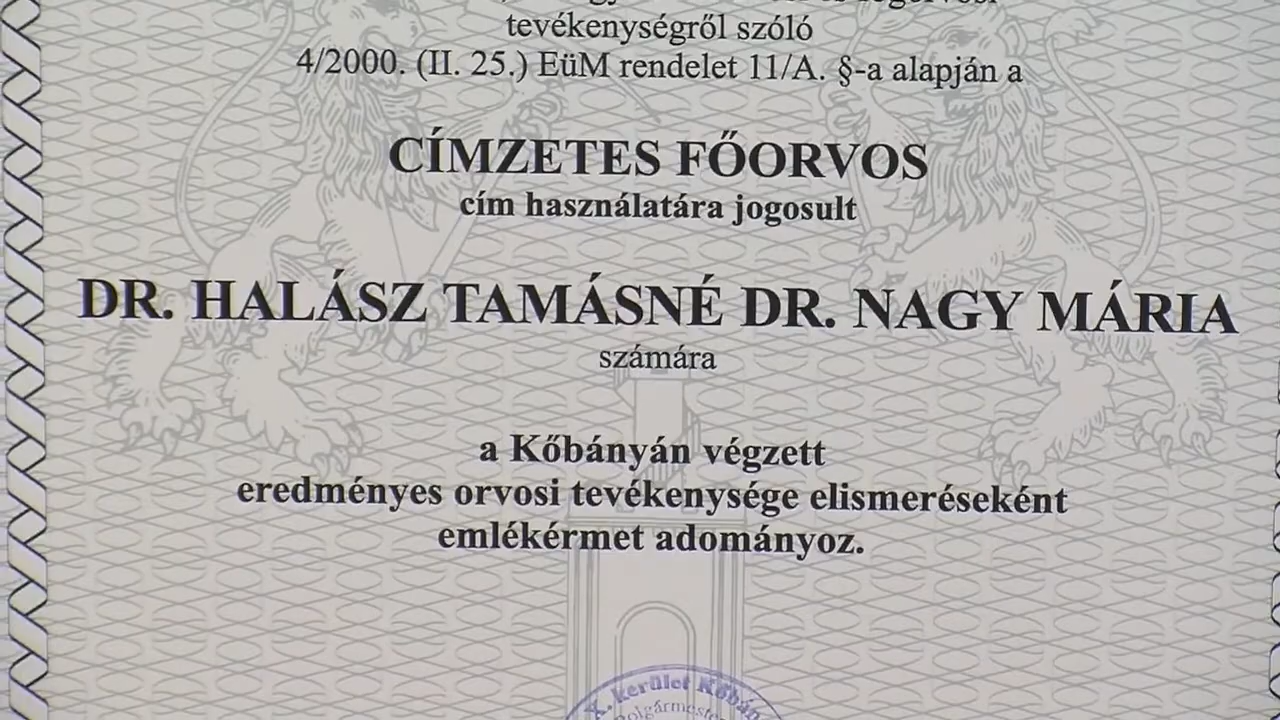 tevékenységről szóló
4/2000. (II. 25.) EüM rendelet 11/A. §-a alapján a
CÍMZETES FŐORVOS
cím használatára jogosult
DR. HALÁSZ TAMÁSNÉ DR. NAGY MÁRIA
számára
a Kőbányán végzett
eredményes orvosi tevékenysége elismeréseként
emlékérmet adományoz.
X. kerület